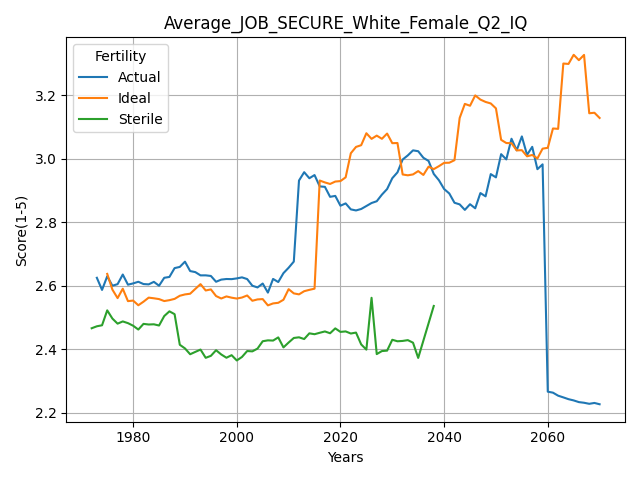 Average_JOB_SECURE_White_Female_Q2_IQ
Fertility
Actual
Ideal
Sterile
Score(1-5)
3.2
3.0
2.8
2.6
2.4
2.2
1980
2000
2020
2040
2060
Years